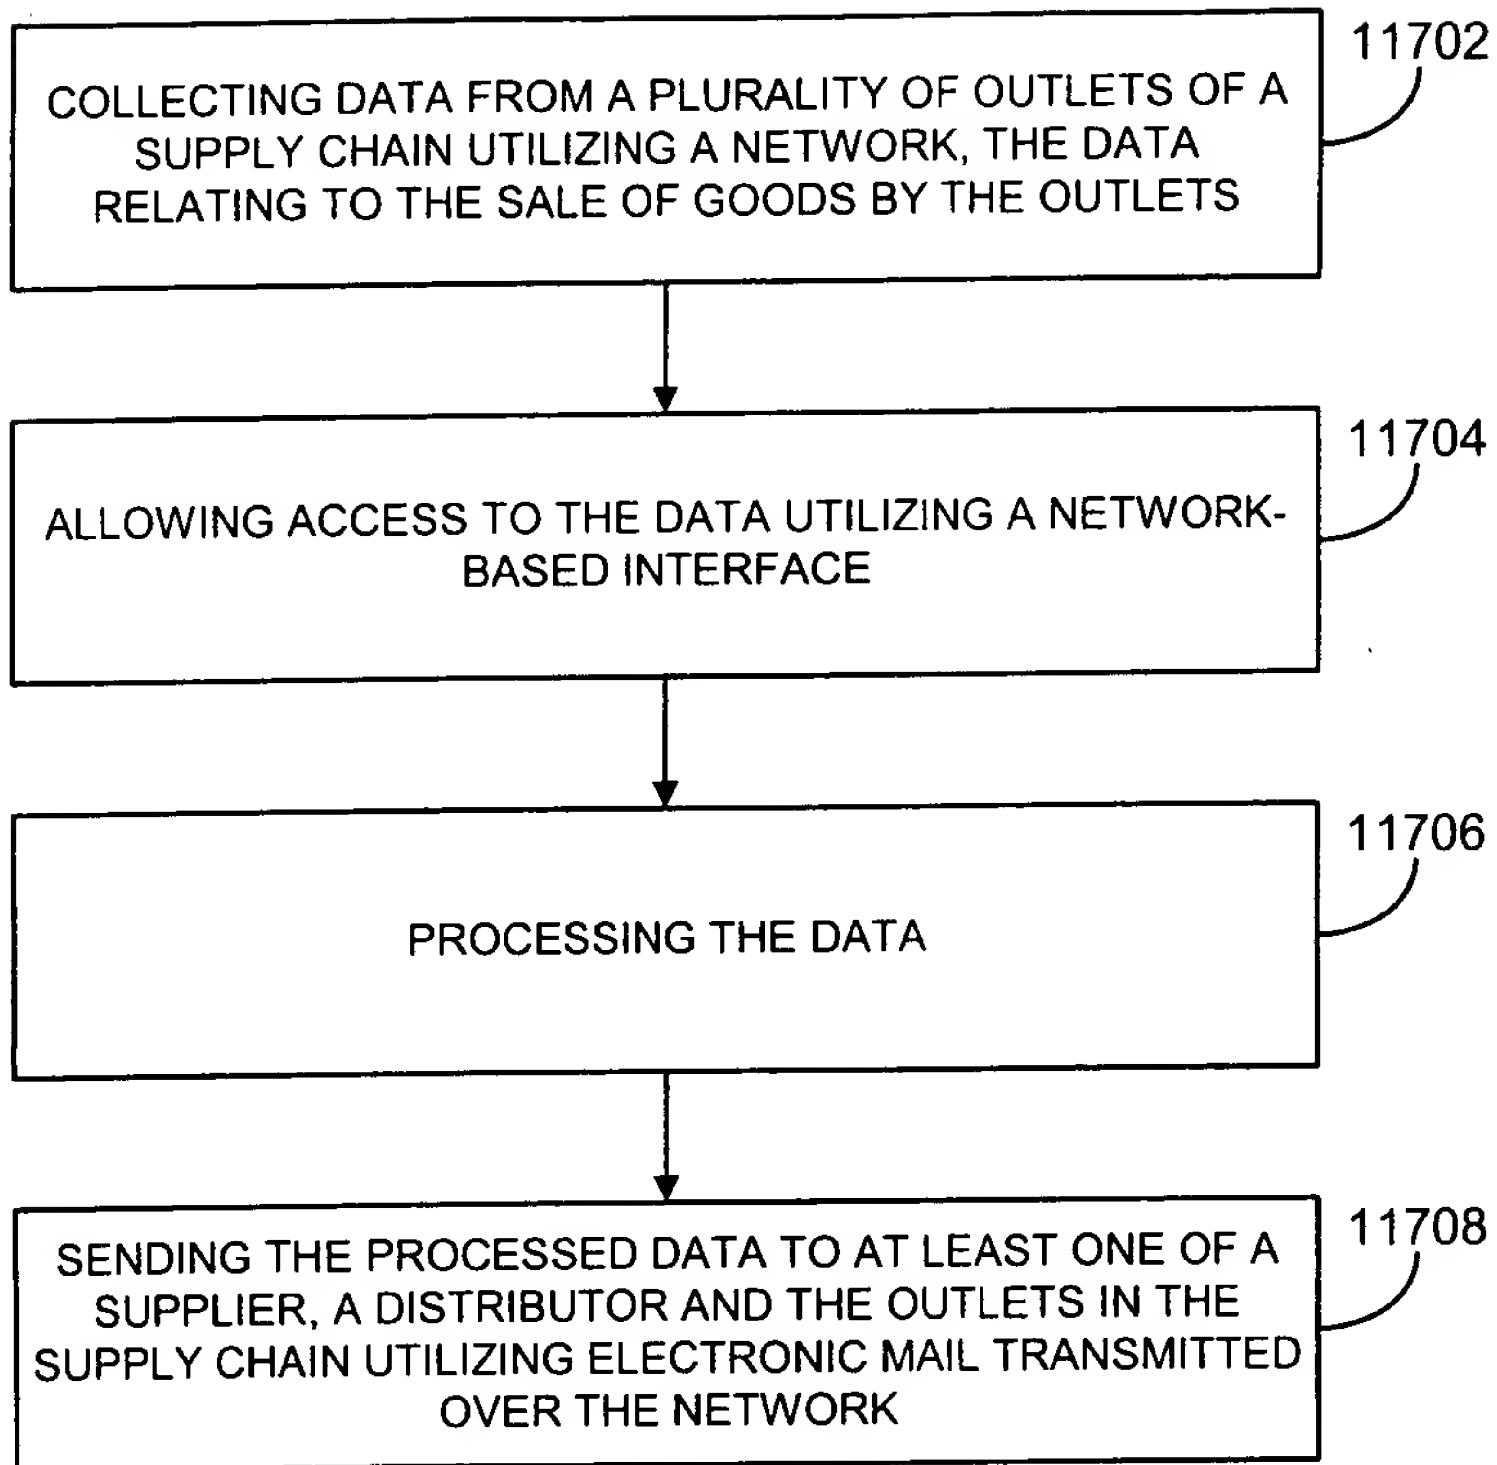 11702
COLLECTING DATA FROM A PLURALITY OF OUTLETS OF A
SUPPLY CHAIN UTILIZING A NETWORK, THE DATA
RELATING TO THE SALE OF GOODS BY THE OUTLETS
11704
ALLOWING ACCESS TO THE DATA UTILIZING A NETWORK-
BASED INTERFACE
11706
PROCESSING THE DATA
11708
SENDING THE PROCESSED DATA TO AT LEAST ONE OF A
SUPPLIER, A DISTRIBUTOR AND THE OUTLETS IN THE
SUPPLY CHAIN UTILIZING ELECTRONIC MAIL TRANSMITTED
OVER THE NETWORK